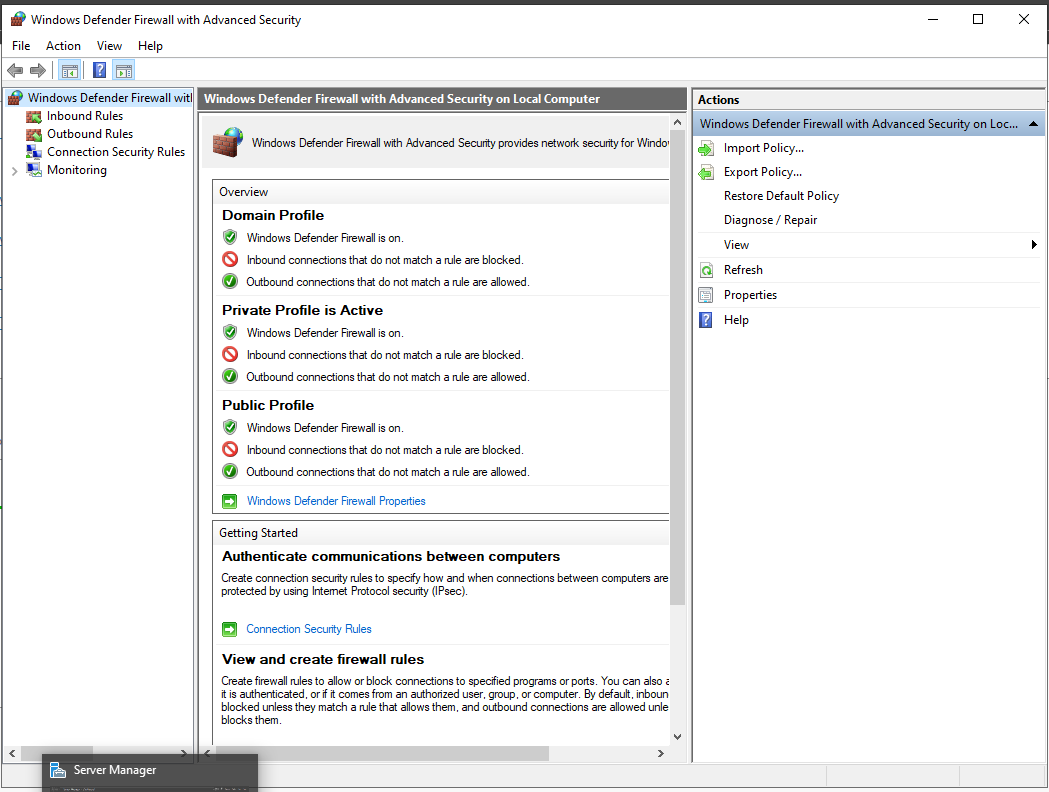 Windows Defender Firewall with Advanced Security
File Action View Help
Windows Defender Firewall with
Inbound Rules
Outbound Rules
Connection Security Rules
Monitoring
Windows Defender Firewall with Advanced Security on Local Computer
Windows Defender Firewall with Advanced Security provides network security for Window
Overview
Domain Profile
Windows Defender Firewall is on.
Inbound connections that do not match a rule are blocked.
Outbound connections that do not match a rule are allowed.
Private Profile is Active
Windows Defender Firewall is on.
Inbound connections that do not match a rule are blocked.
Outbound connections that do not match a rule are allowed.
Public Profile
Windows Defender Firewall is on.
Inbound connections that do not match a rule are blocked.
Outbound connections that do not match a rule are allowed.
Windows Defender Firewall Properties
Getting Started
Authenticate communications between computers
Create connection security rules to specify how and when connections between computers are
protected by using Internet Protocol security (IPsec).
Connection Security Rules
View and create firewall rules
Create firewall rules to allow or block connections to specified programs or ports. You can also a
it is authenticated, or if it comes from an authorized user, group, or computer. By default, inboun
blocked unless they match a rule that allows them, and outbound connections are allowed unle
blocks them.
Actions
Windows Defender Firewall with Advanced Security on Loc...
Import Policy...
Export Policy...
Restore Default Policy
Diagnose / Repair
View
Refresh
Properties
Help
Server Manager